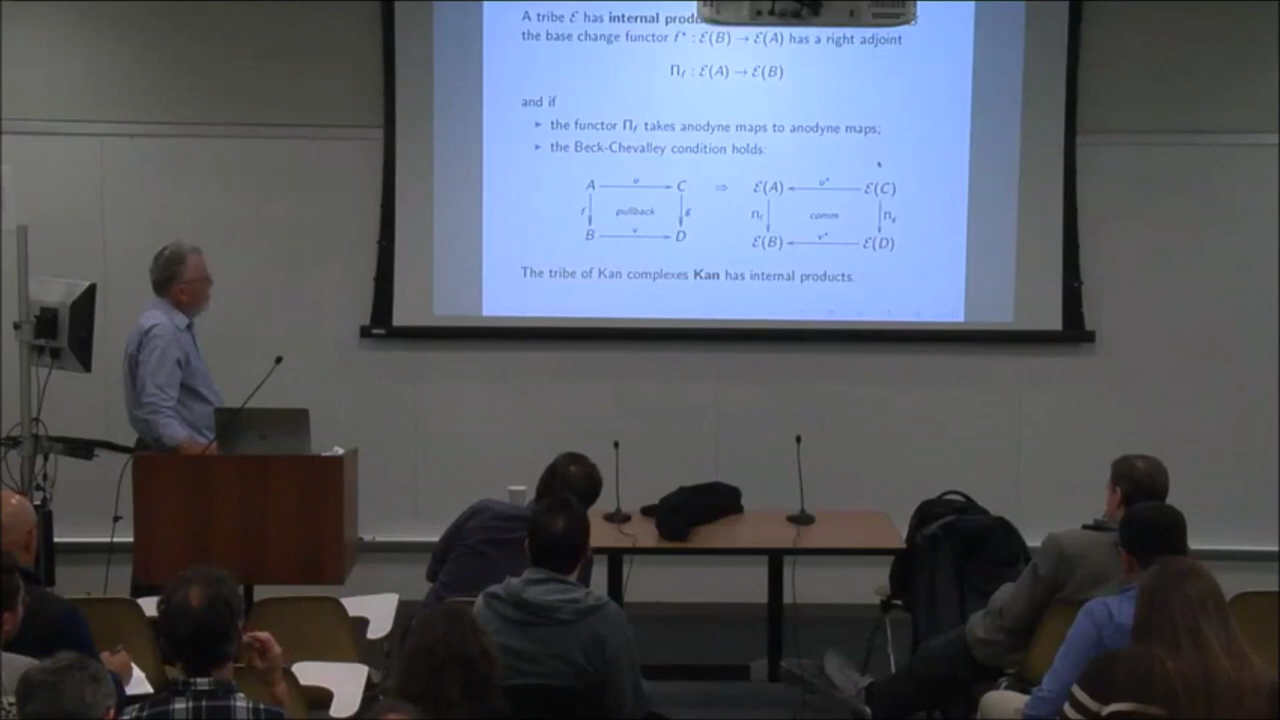 A tribe ℰ has internal
the base change functor f* : ℰ(B) → ℰ(A) has a right adjoint
Π_f : ℰ(A) → ℰ(B)
and if
▸ the functor Π_f takes anodyne maps to anodyne maps;
▸ the Beck-Chevalley condition holds:
A u C ⇒ ℰ(A) u* ℰ(C)
f pullback g Π_f comm Π_g
B v D ℰ(B) v* ℰ(D)
The tribe of Kan complexes Kan has internal products.